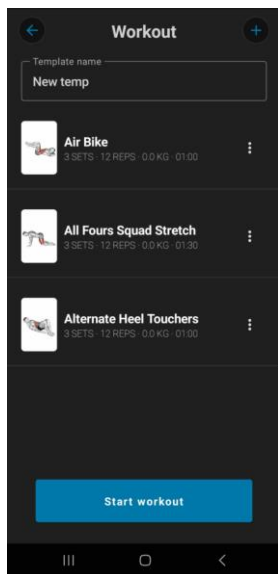 Workout
Template name
New temp
Air Bike
3 SETS · 12 REPS · 0.0 KG · 01:00
All Fours Squad Stretch
3 SETS · 12 REPS · 0.0 KG · 01:30
Alternate Heel Touchers
3 SETS · 12 REPS · 0.0 KG · 01:00
Start workout